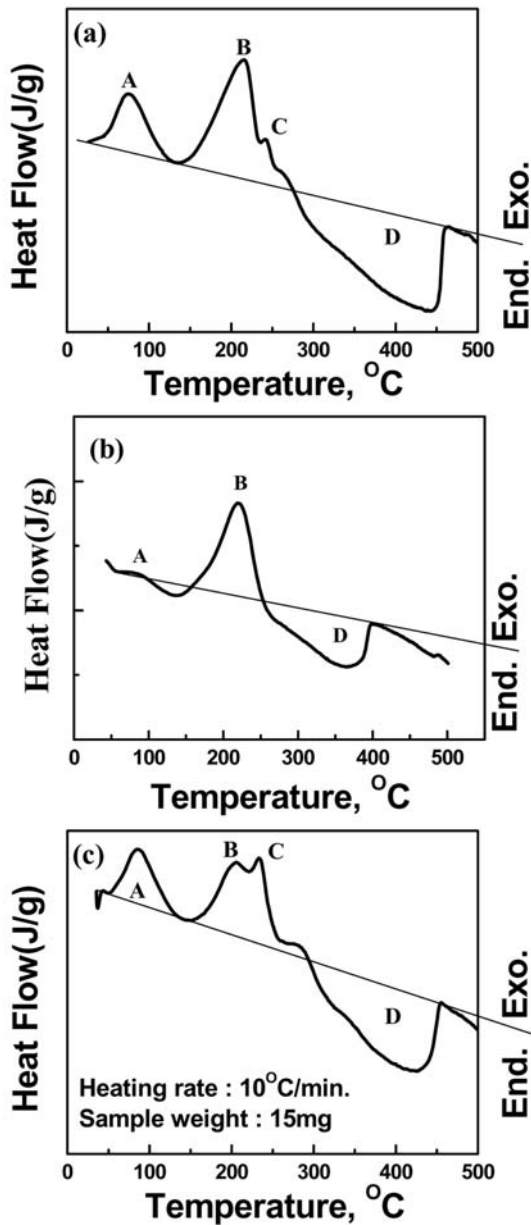 (a)
A
B
C
D
Heat Flow(J/g)
End. Exo.
0 100 200 300 400 500
Temperature, °C
(b)
A
B
D
Heat Flow(J/g)
End. Exo.
0 100 200 300 400 500
Temperature, °C
(c)
A
B
C
D
Heating rate : 10°C/min.
Sample weight : 15mg
Heat Flow(J/g)
End. Exo.
0 100 200 300 400 500
Temperature, °C